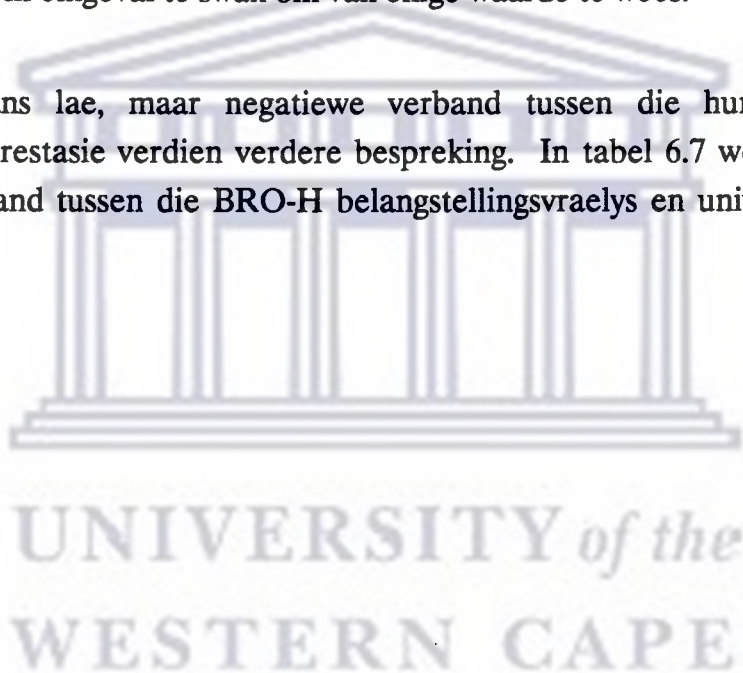 ans lae, maar negatiewe verband tussen die hu
restasie verdien verdere bespreking. In tabel 6.7 w
and tussen die BRO-H belangstellingsvraelys en uni
UNIVERSITY of the
WESTERN CAPE